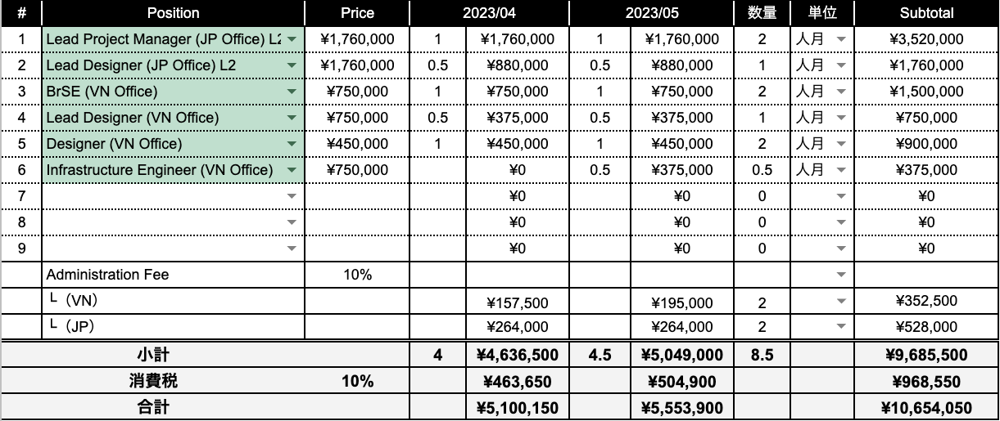 # Position Price 2023/04 2023/05 数量 単位 Subtotal
1 Lead Project Manager (JP Office) L2 ¥1,760,000 1 ¥1,760,000 1 ¥1,760,000 2 人月 ¥3,520,000
2 Lead Designer (JP Office) L2 ¥1,760,000 0.5 ¥880,000 0.5 ¥880,000 1 人月 ¥1,760,000
3 BrSE (VN Office) ¥750,000 1 ¥750,000 1 ¥750,000 2 人月 ¥1,500,000
4 Lead Designer (VN Office) ¥750,000 0.5 ¥375,000 0.5 ¥375,000 1 人月 ¥750,000
5 Designer (VN Office) ¥450,000 1 ¥450,000 1 ¥450,000 2 人月 ¥900,000
6 Infrastructure Engineer (VN Office) ¥750,000 ¥0 0.5 ¥375,000 0.5 人月 ¥375,000
7 ¥0 ¥0 0 ¥0
8 ¥0 ¥0 0 ¥0
9 ¥0 ¥0 0 ¥0
Administration Fee 10%
└（VN） ¥157,500 ¥195,000 2 ¥352,500
└（JP） ¥264,000 ¥264,000 2 ¥528,000
小計 4 ¥4,636,500 4.5 ¥5,049,000 8.5 ¥9,685,500
消費税 10% ¥463,650 ¥504,900 ¥968,550
合計 ¥5,100,150 ¥5,553,900 ¥10,654,050